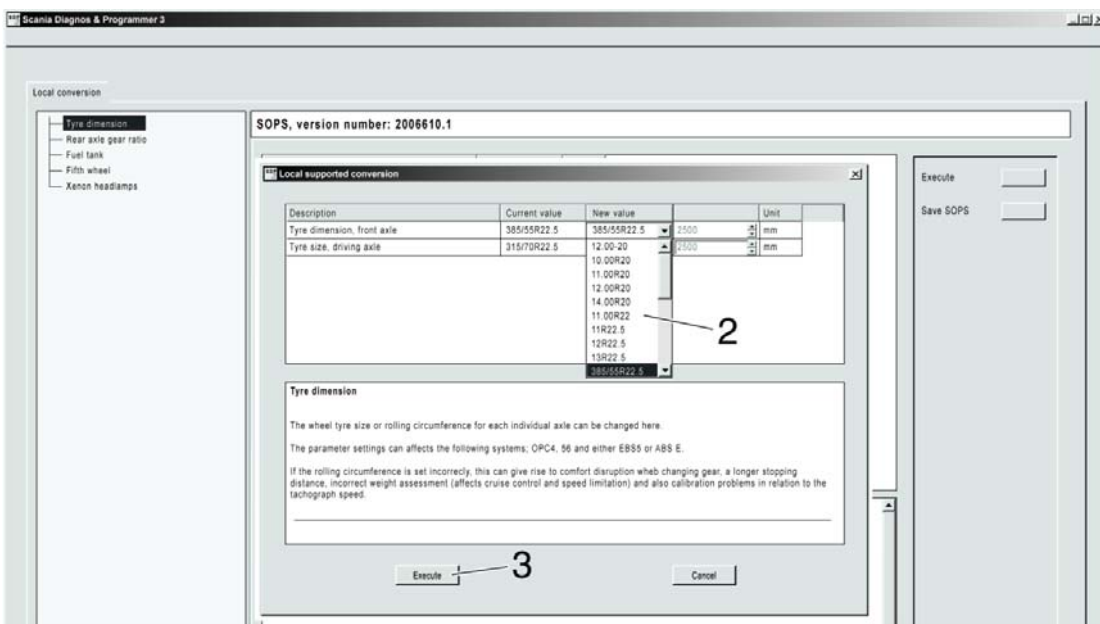 Scania Diagnos & Programmer 3
Local conversion
Tyre dimension
Rear axle gear ratio
Fuel tank
Fifth wheel
Xenon headlamps
SOPS, version number: 2006610.1
Local supported conversion
Description Current value New value Unit
Tyre dimension, front axle 385/55R22.5 385/55R22.5 2500 mm
Tyre size, driving axle 315/70R22.5 2500 mm
12.00-20
10.00R20
11.00R20
12.00R20
14.00R20
11.00R22
11R22.5
12R22.5
13R22.5
385/55R22.5
2
Tyre dimension
The wheel tyre size or rolling circumference for each individual axle can be changed here.
The parameter settings can affects the following systems; OPC4, 56 and either EBS5 or ABS E.
If the rolling circumference is set incorrecly, this can give rise to comfort disruption wheb changing gear, a longer stopping
distance, incorrect weight assessment (affects cruise control and speed limitation) and also calibration problems in relation to the
tachograph speed.
Execute
3
Cancel
Execute
Save SOPS